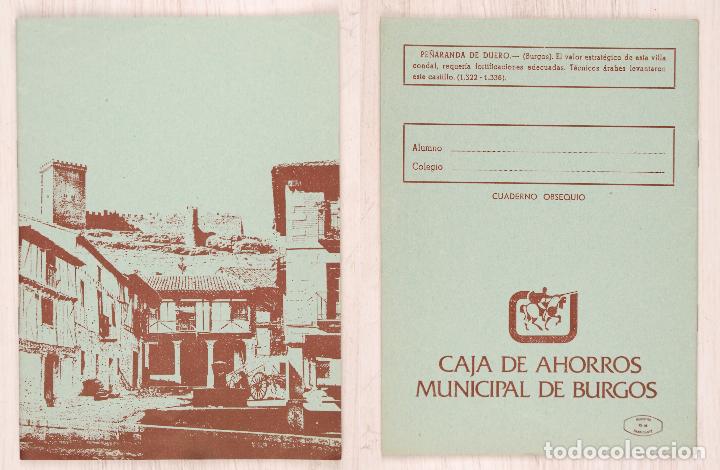 PEÑARANDA DE DUERO.— (Burgos). El valor estratégico de esta villa
condal, requería fortificaciones adecuadas. Técnicos árabes levantaron
este castillo. (1.322 - 1.336).
Alumno
Colegio
CUADERNO OBSEQUIO
CAJA DE AHORROS
MUNICIPAL DE BURGOS
todocoleccion